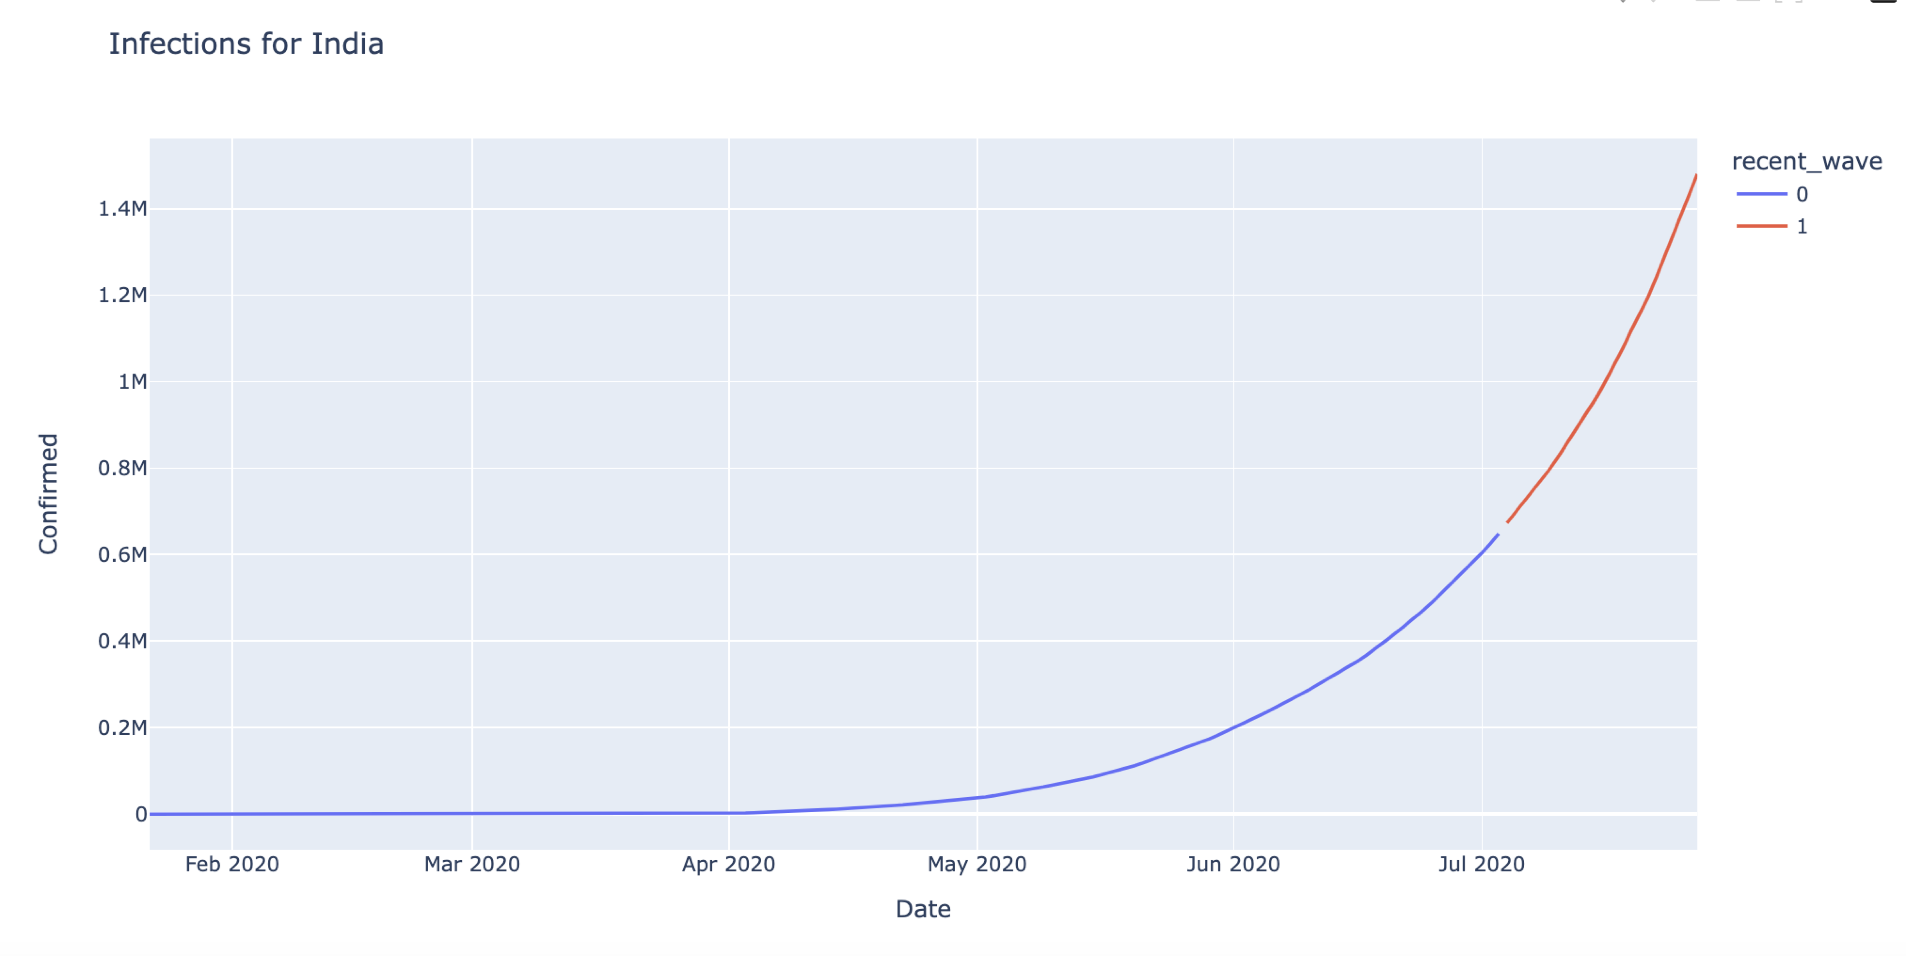 Infections for India
recent_wave
0
1
Confirmed
1.4M
1.2M
1M
0.8M
0.6M
0.4M
0.2M
0
Feb 2020
Mar 2020
Apr 2020
May 2020
Jun 2020
Jul 2020
Date